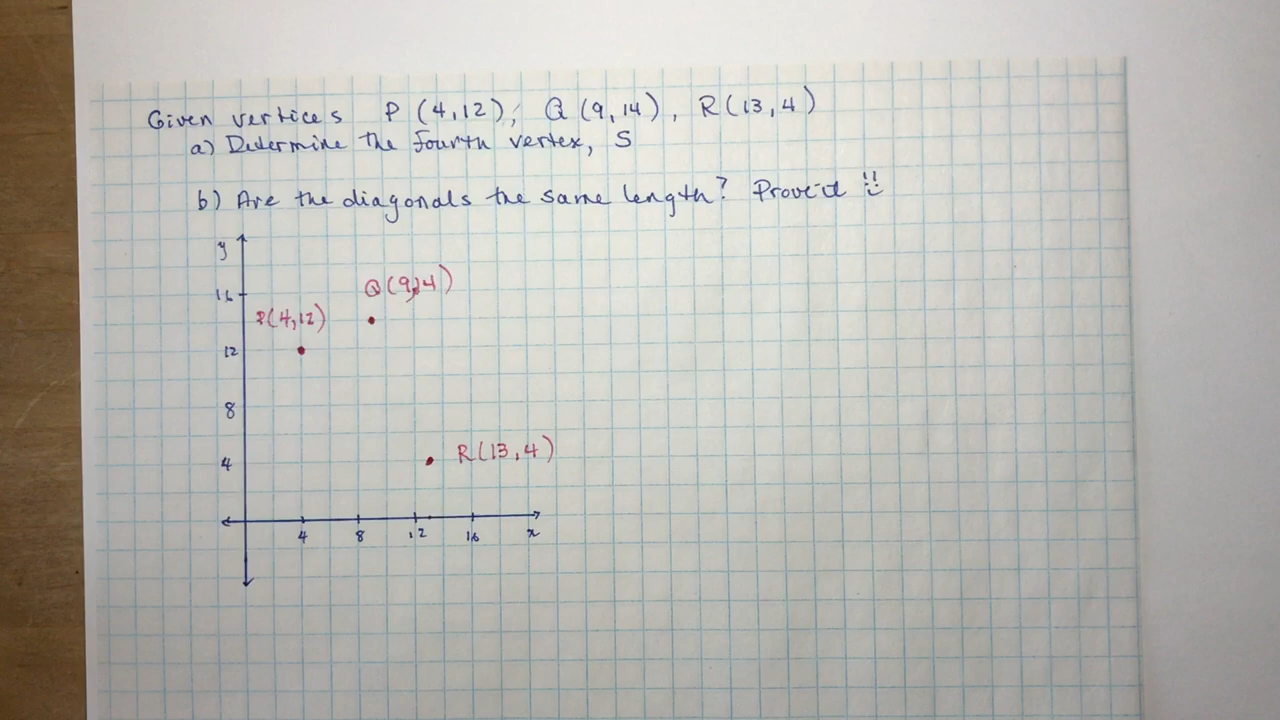 Given vertices P (4,12), Q (9,14), R(13,4)
a) Determine the fourth vertex, S
b) Are the diagonals the same length? Prove it !!
y
Q(9,14)
16
P(4,12)
12
8
R(13,4)
4
4 8 12 16 x